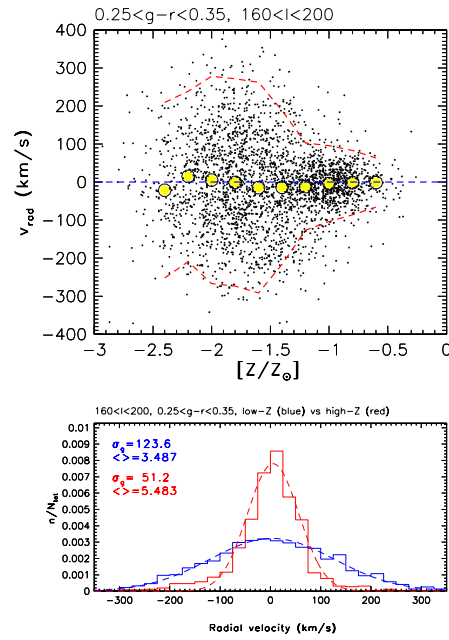 0.25<g-r<0.35, 160<l<200
400
300
200
100
0
-100
-200
-300
-400
v_rad (km/s)
-3 -2.5 -2 -1.5 -1 -0.5 0
[Z/Z⊙]
160<l<200, 0.25<g-r<0.35, low-Z (blue) vs high-Z (red)
0.01
0.009
0.008
0.007
0.006
0.005
0.004
0.003
0.002
0.001
0
n/N_tot
σ_g=123.6
<>=3.487
σ_g= 51.2
<>=5.483
-300 -200 -100 0 100 200 300
Radial velocity (km/s)